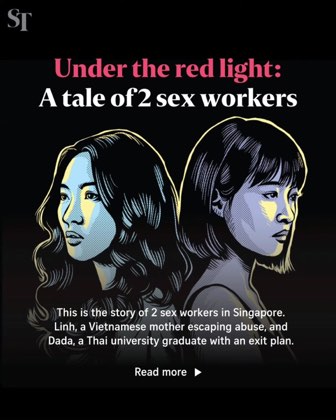 ST
Under the red light:
A tale of 2 sex workers
This is the story of 2 sex workers in Singapore.
Linh, a Vietnamese mother escaping abuse, and
Dada, a Thai university graduate with an exit plan.
Read more